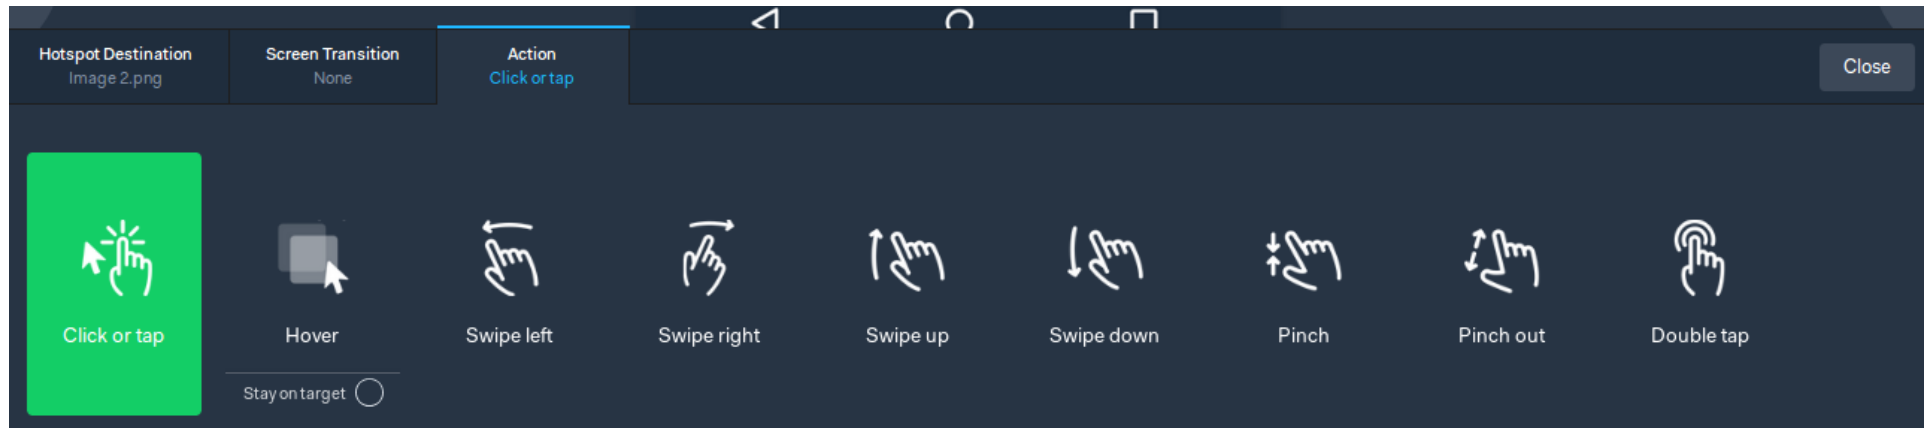 Hotspot Destination
Image 2.png
Screen Transition
None
Action
Click or tap
Close
Click or tap
Hover
Swipe left
Swipe right
Swipe up
Swipe down
Pinch
Pinch out
Double tap
Stay on target